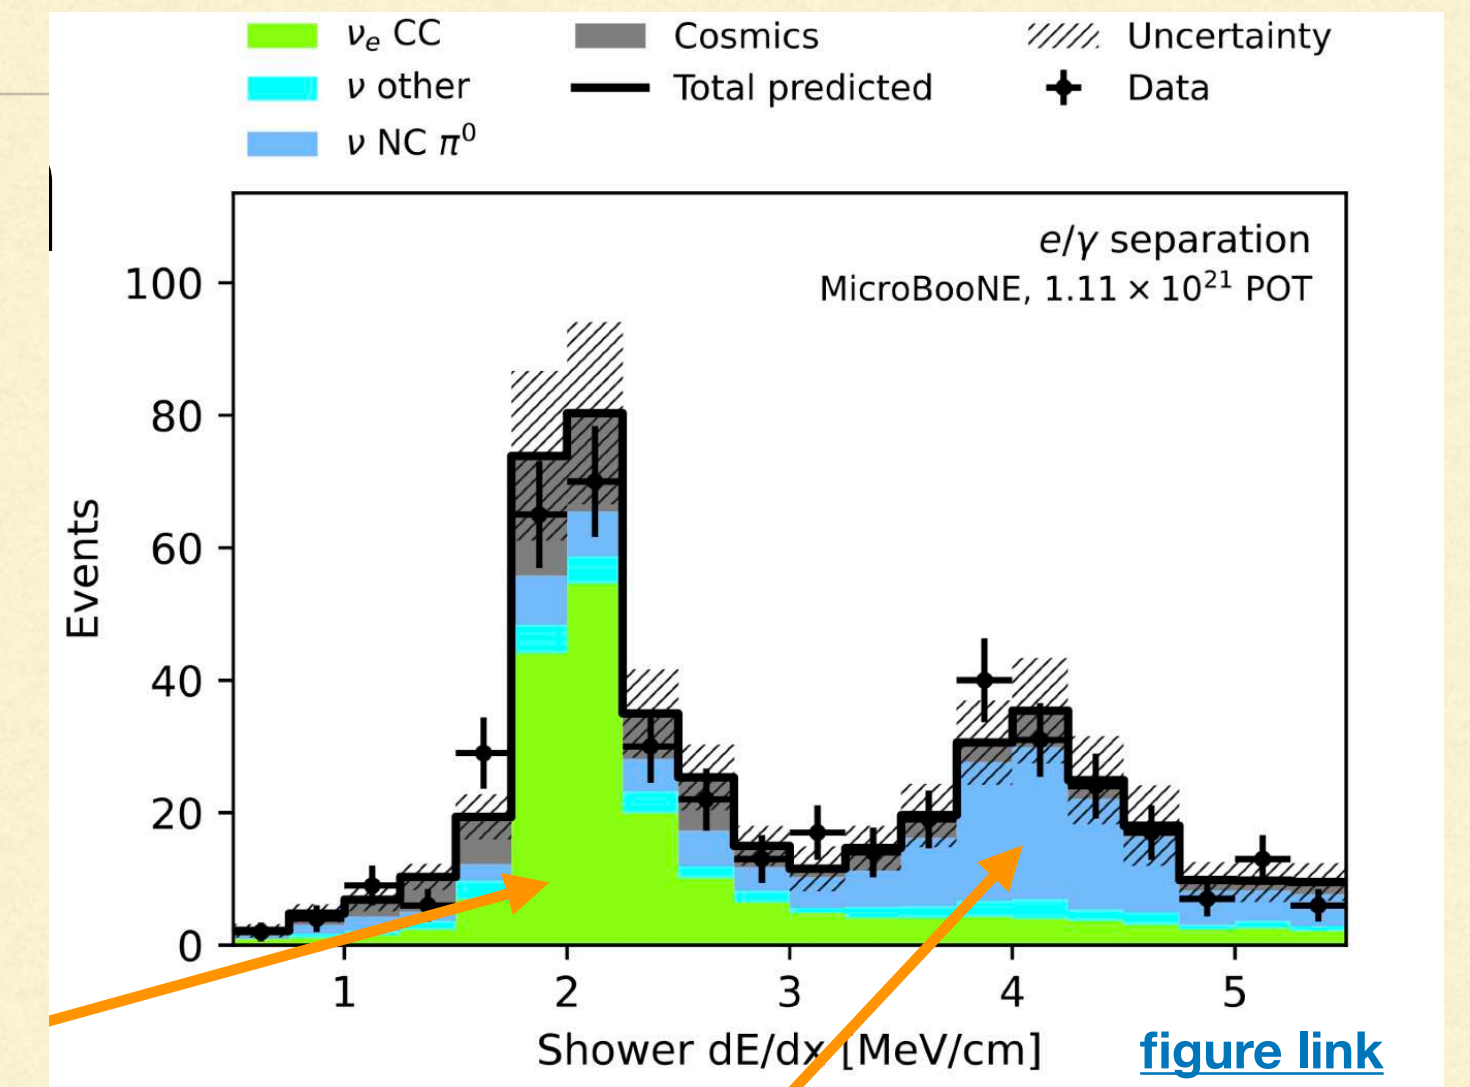 νₑ CC
Cosmics
Uncertainty
ν other
Total predicted
Data
ν NC π⁰
e/γ separation
MicroBooNE, 1.11 × 10²¹ POT
100
80
60
40
20
0
Events
1 2 3 4 5
Shower dE/dx [MeV/cm]
figure link